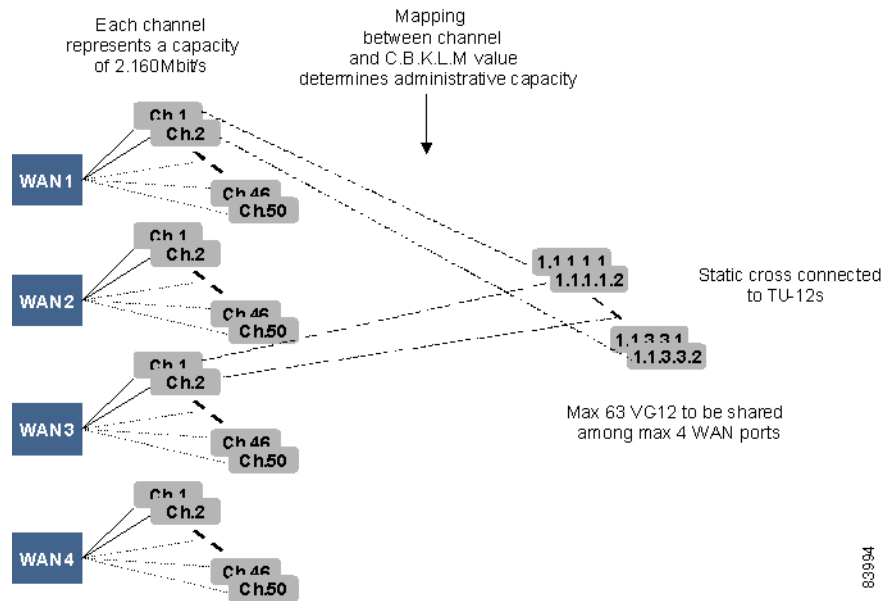 Each channel
represents a capacity
of 2.160Mbit/s
Mapping
between channel
and C.B.K.L.M value
determines administrative capacity
Ch.1
Ch.2
WAN1
Ch.46
Ch.50
Ch.1
Ch.2
WAN2
Ch.46
Ch.50
1.1.1.1.1
1.1.1.1.2
Static cross connected
to TU-12s
1.1.3.3.1
1.1.3.3.2
Ch.1
Ch.2
WAN3
Ch.46
Ch.50
Max 63 VG12 to be shared
among max 4 WAN ports
Ch.1
Ch.2
WAN4
Ch.46
Ch.50
83994